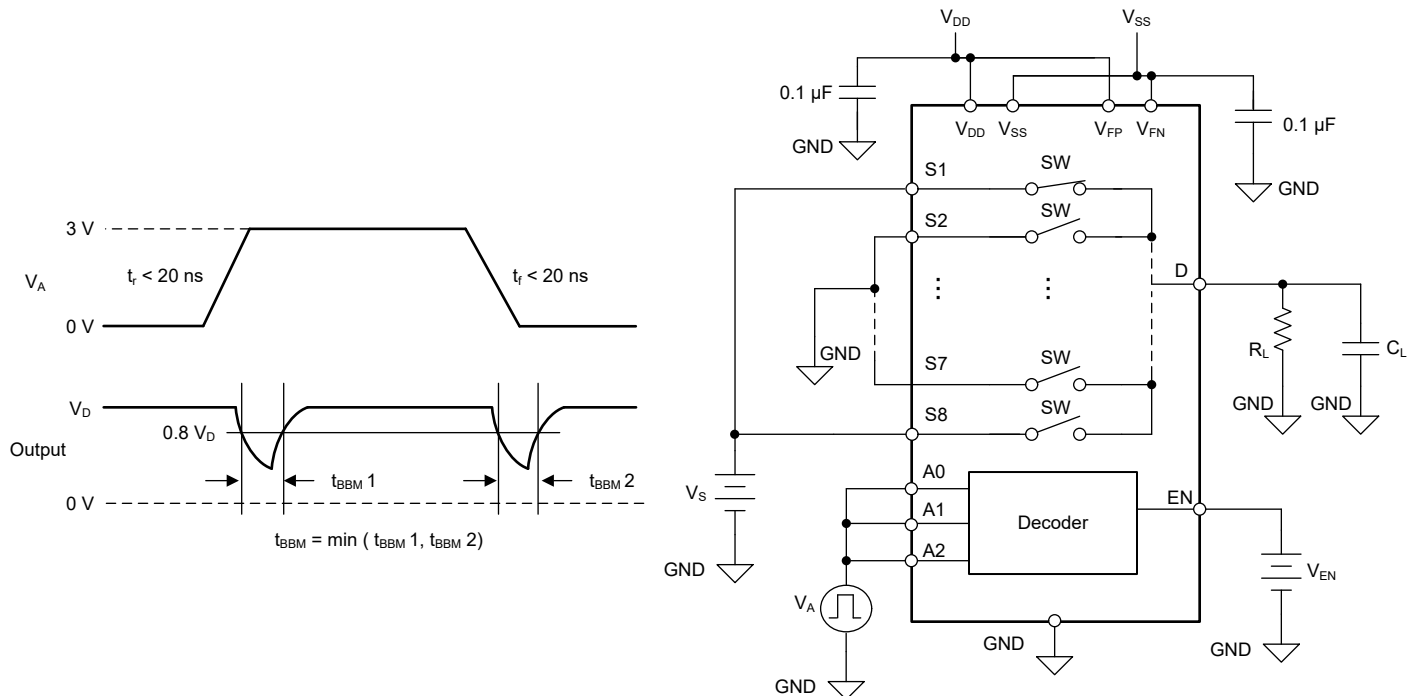 3 V
V_A
t_r < 20 ns
t_f < 20 ns
0 V
V_D
0.8 V_D
Output
t_BBM 1
t_BBM 2
0 V
t_BBM = min ( t_BBM 1, t_BBM 2)
V_DD
V_SS
0.1 µF
0.1 µF
GND
GND
V_DD
V_SS
V_FP
V_FN
S1
SW
S2
SW
⋮
⋮
D
GND
R_L
C_L
GND
GND
S7
SW
S8
SW
V_S
GND
A0
A1
A2
Decoder
EN
V_EN
GND
V_A
GND
GND